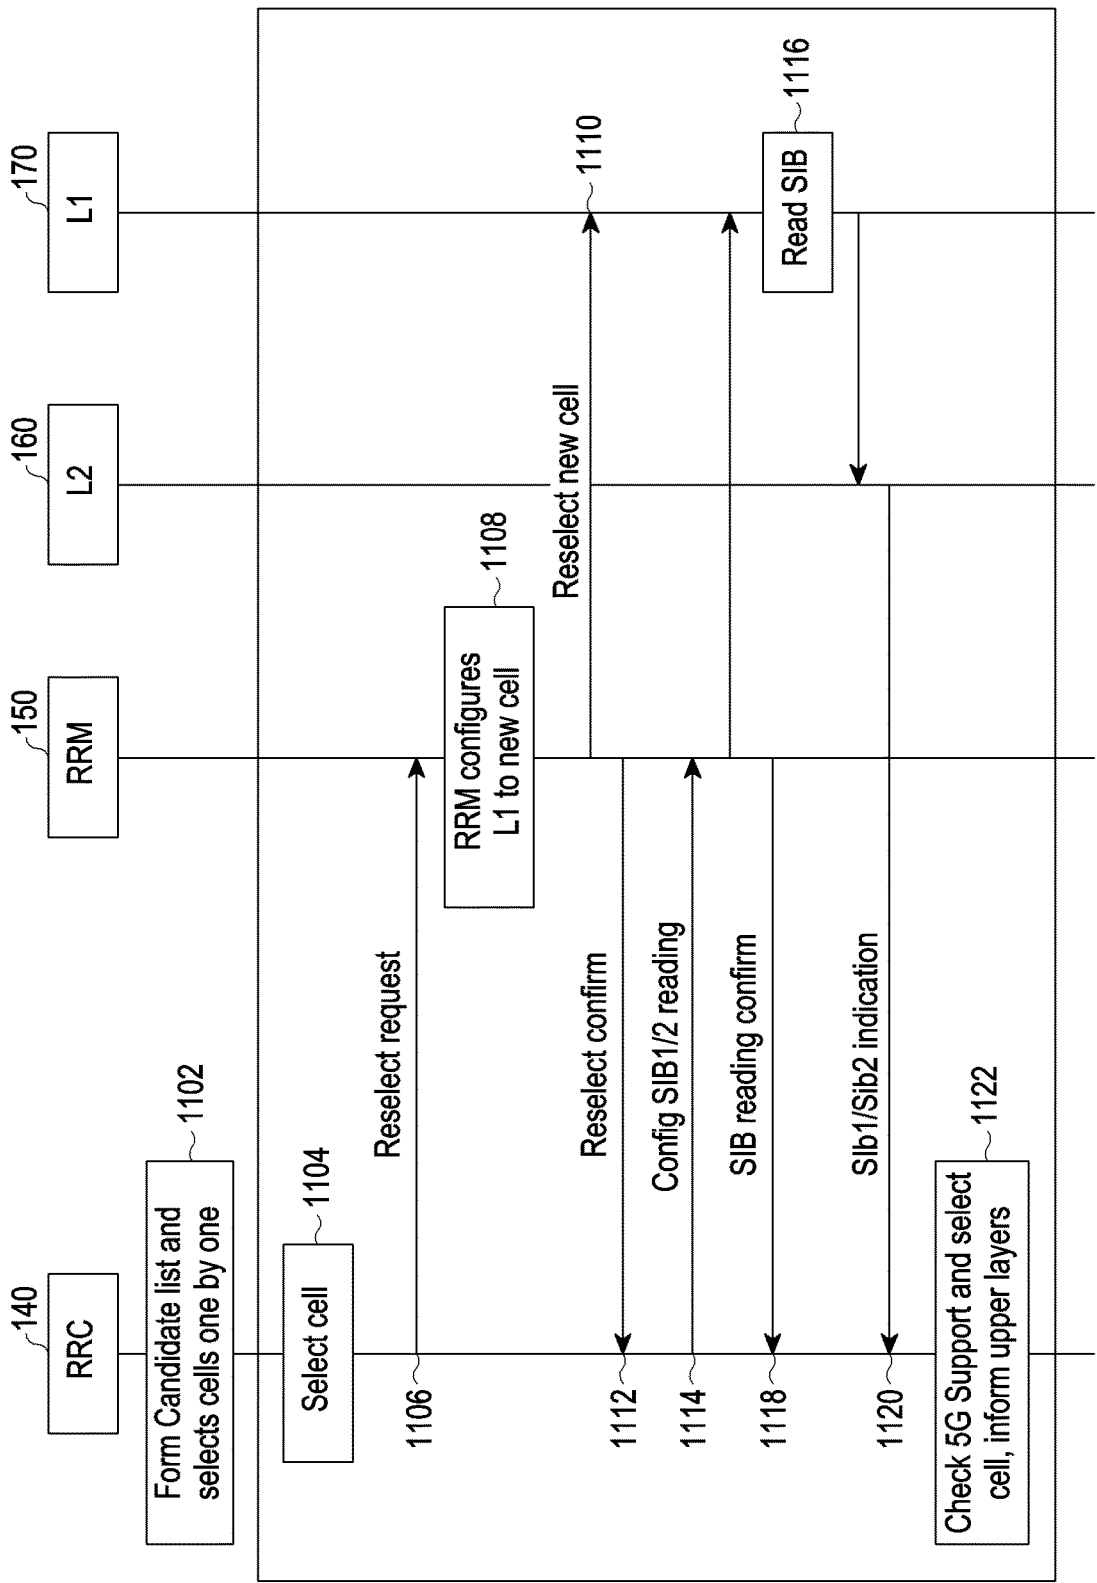 140
RRC
150
RRM
160
L2
170
L1
Form Candidate list and
selects cells one by one
1102
Select cell
1104
Reselect request
1106
RRM configures
L1 to new cell
1108
Reselect new cell
1110
Reselect confirm
1112
Config SIB1/2 reading
1114
Read SIB
1116
SIB reading confirm
1118
SIb1/Sib2 indication
1120
Check 5G Support and select
cell, inform upper layers
1122